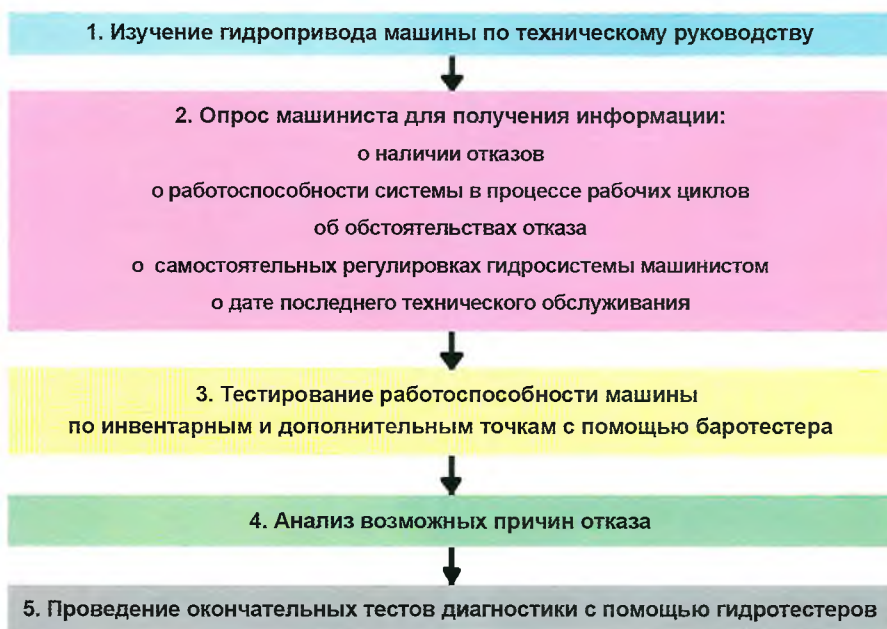 1. Изучение гидропривода машины по техническому руководству
2. Опрос машиниста для получения информации:
о наличии отказов
о работоспособности системы в процессе рабочих циклов
об обстоятельствах отказа
о самостоятельных регулировках гидросистемы машинистом
о дате последнего технического обслуживания
3. Тестирование работоспособности машины
по инвентарным и дополнительным точкам с помощью баротестера
4. Анализ возможных причин отказа
5. Проведение окончательных тестов диагностики с помощью гидротестеров